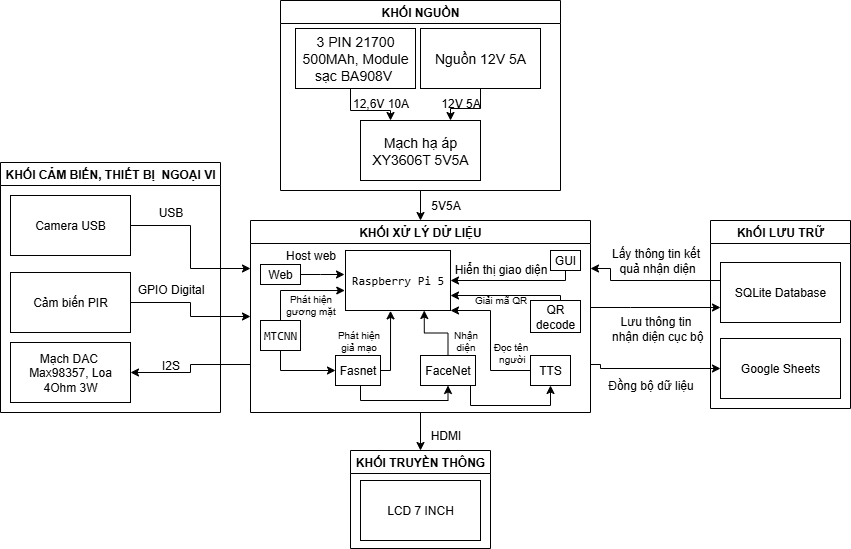 KHỐI NGUỒN
3 PIN 21700
500MAh, Module
sạc BA908V
Nguồn 12V 5A
12,6V 10A
12V 5A
Mạch hạ áp
XY3606T 5V5A
5V5A
KHỐI CẢM BIẾN, THIẾT BỊ NGOẠI VI
Camera USB
USB
Cảm biến PIR
GPIO Digital
Mạch DAC
Max98357, Loa
4Ohm 3W
I2S
KHỐI XỬ LÝ DỮ LIỆU
Host web
Web
Raspberry Pi 5
Hiển thị giao diện
GUI
Phát hiện
gương mặt
Giải mã QR
QR
decode
MTCNN
Phát hiện
giả mạo
Nhận
diện
Đọc tên
người
Fasnet
FaceNet
TTS
Lấy thông tin kết
quả nhận diện
Lưu thông tin
nhận diện cục bộ
Đồng bộ dữ liệu
KhỐI LƯU TRỮ
SQLite Database
Google Sheets
HDMI
KHỐI TRUYỀN THÔNG
LCD 7 INCH